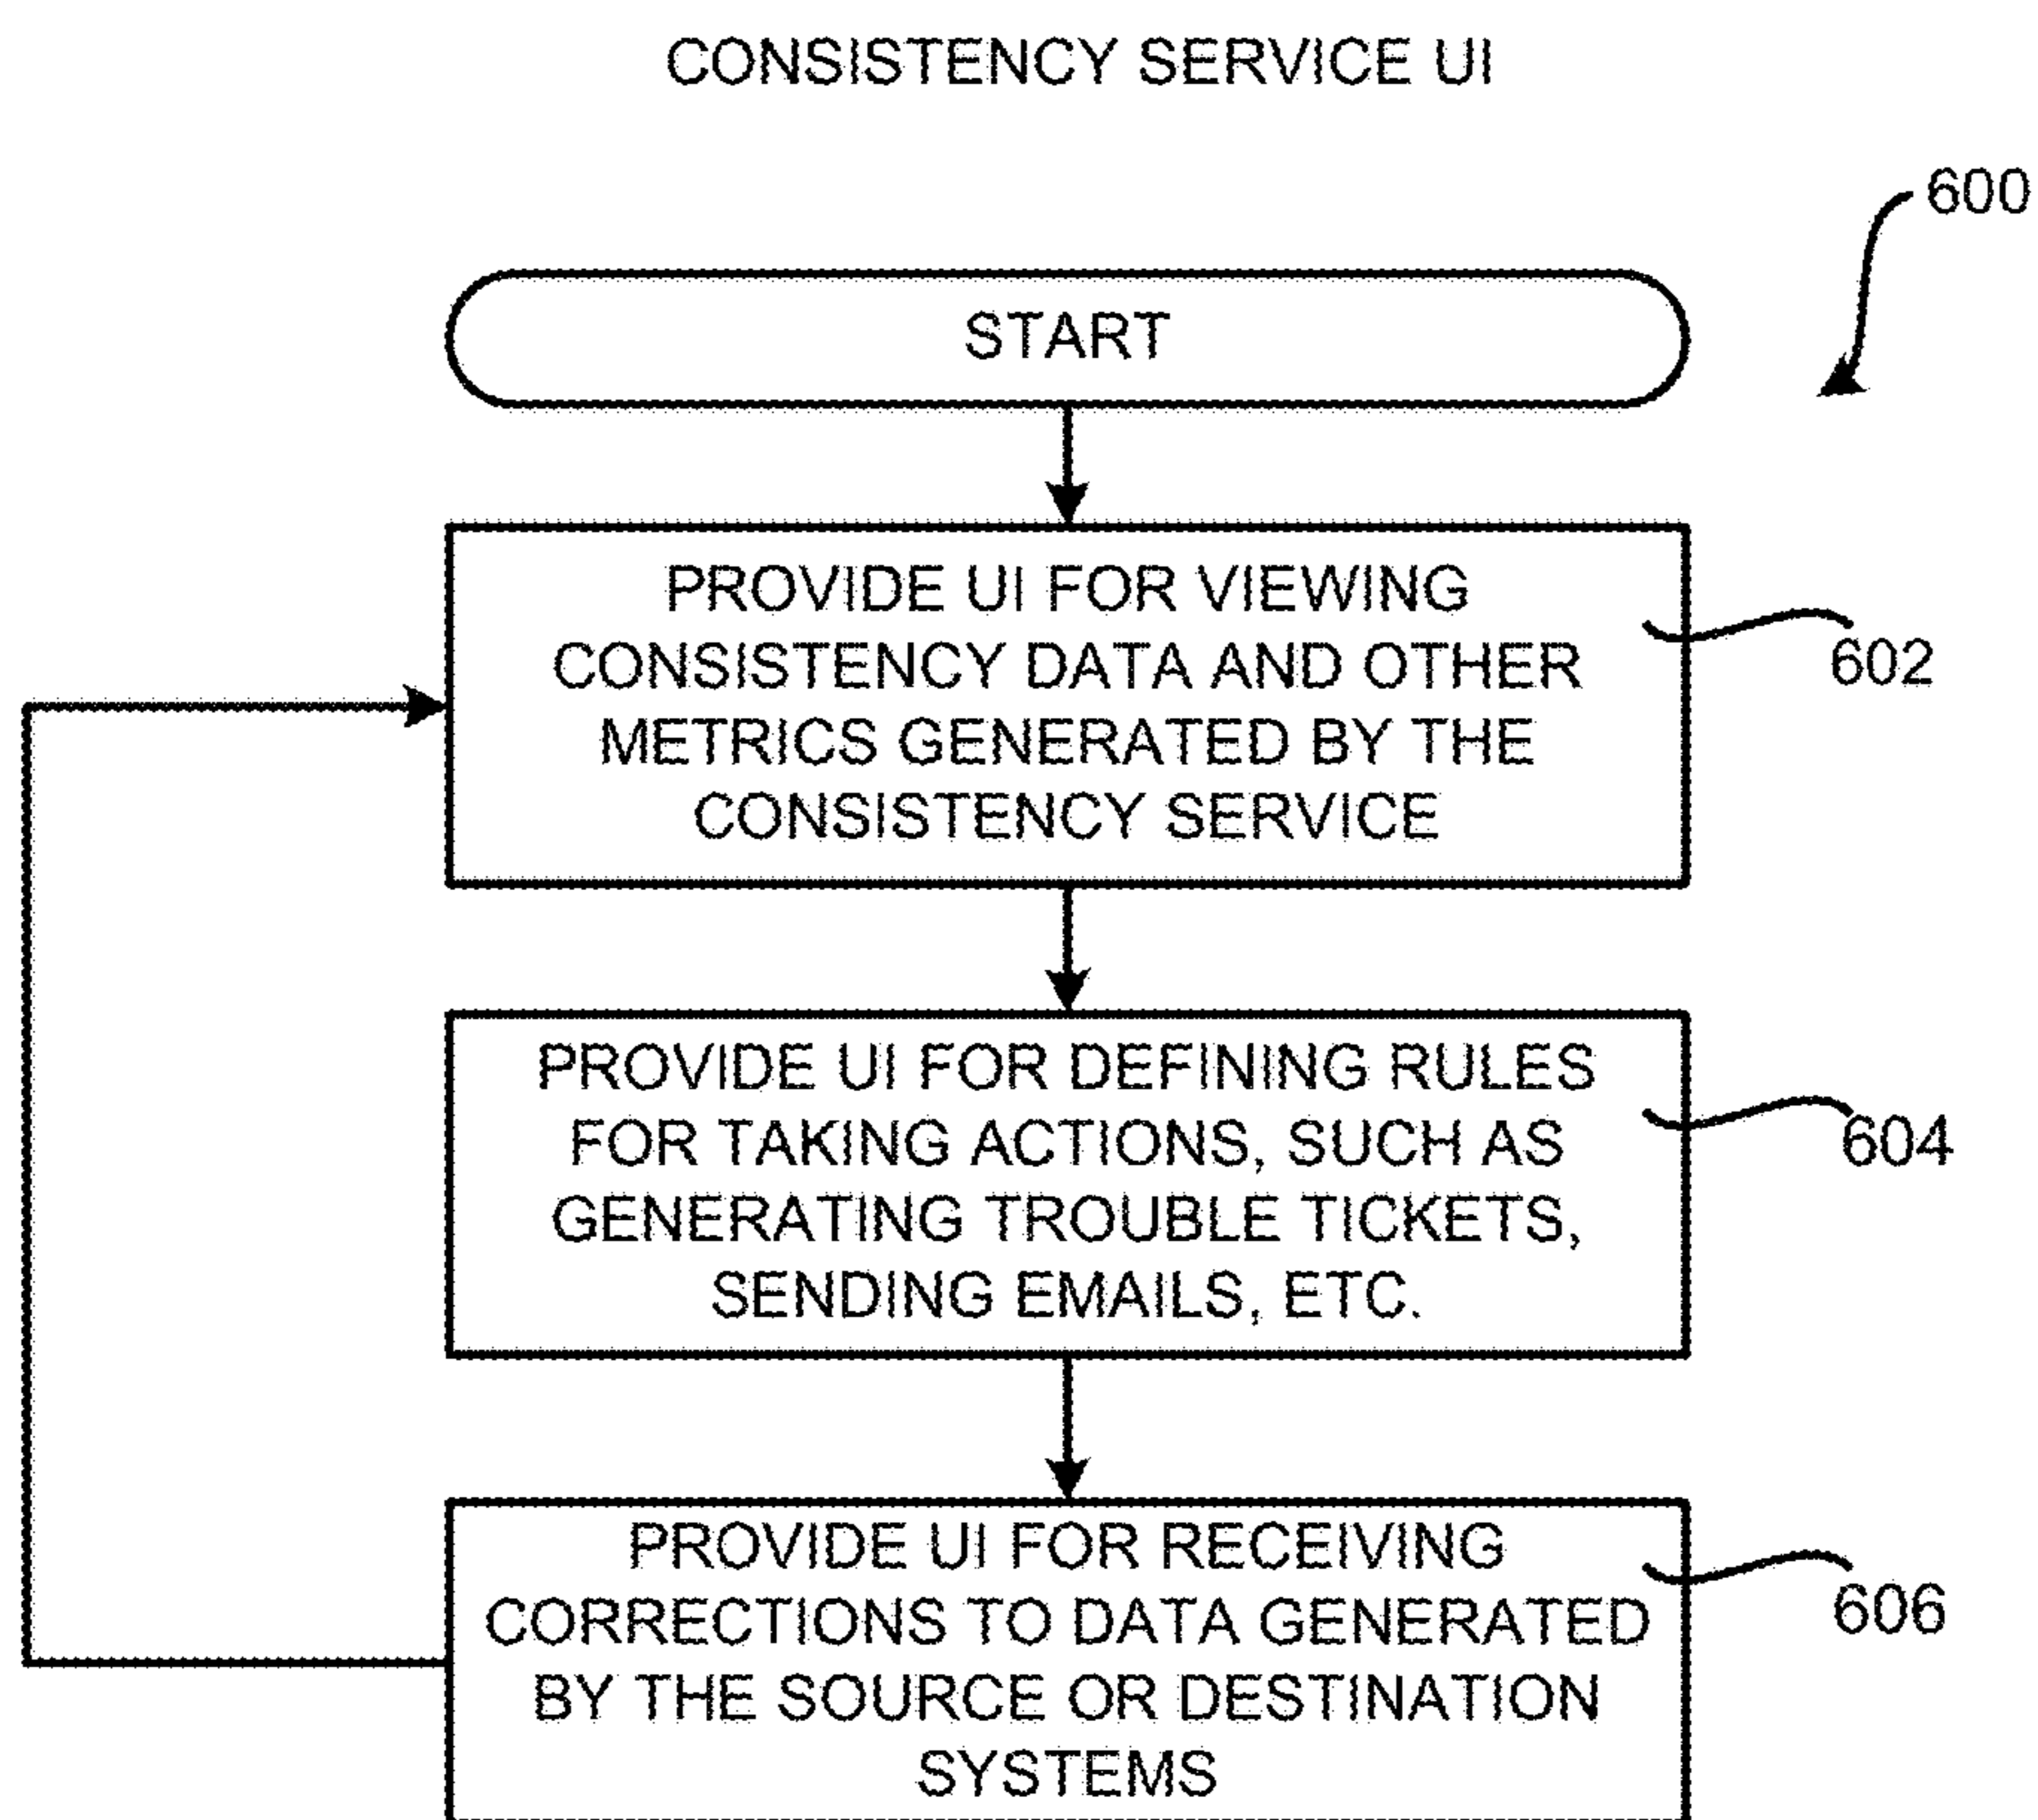 CONSISTENCY SERVICE UI
600
START
PROVIDE UI FOR VIEWING
CONSISTENCY DATA AND OTHER
METRICS GENERATED BY THE
CONSISTENCY SERVICE
602
PROVIDE UI FOR DEFINING RULES
FOR TAKING ACTIONS, SUCH AS
GENERATING TROUBLE TICKETS,
SENDING EMAILS, ETC.
604
PROVIDE UI FOR RECEIVING
CORRECTIONS TO DATA GENERATED
BY THE SOURCE OR DESTINATION
SYSTEMS
606